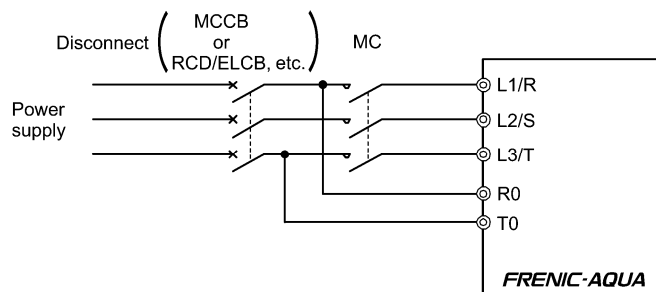 Disconnect
(MCCB
or
RCD/ELCB, etc.)
MC
Power
supply
L1/R
L2/S
L3/T
R0
T0
FRENIC-AQUA